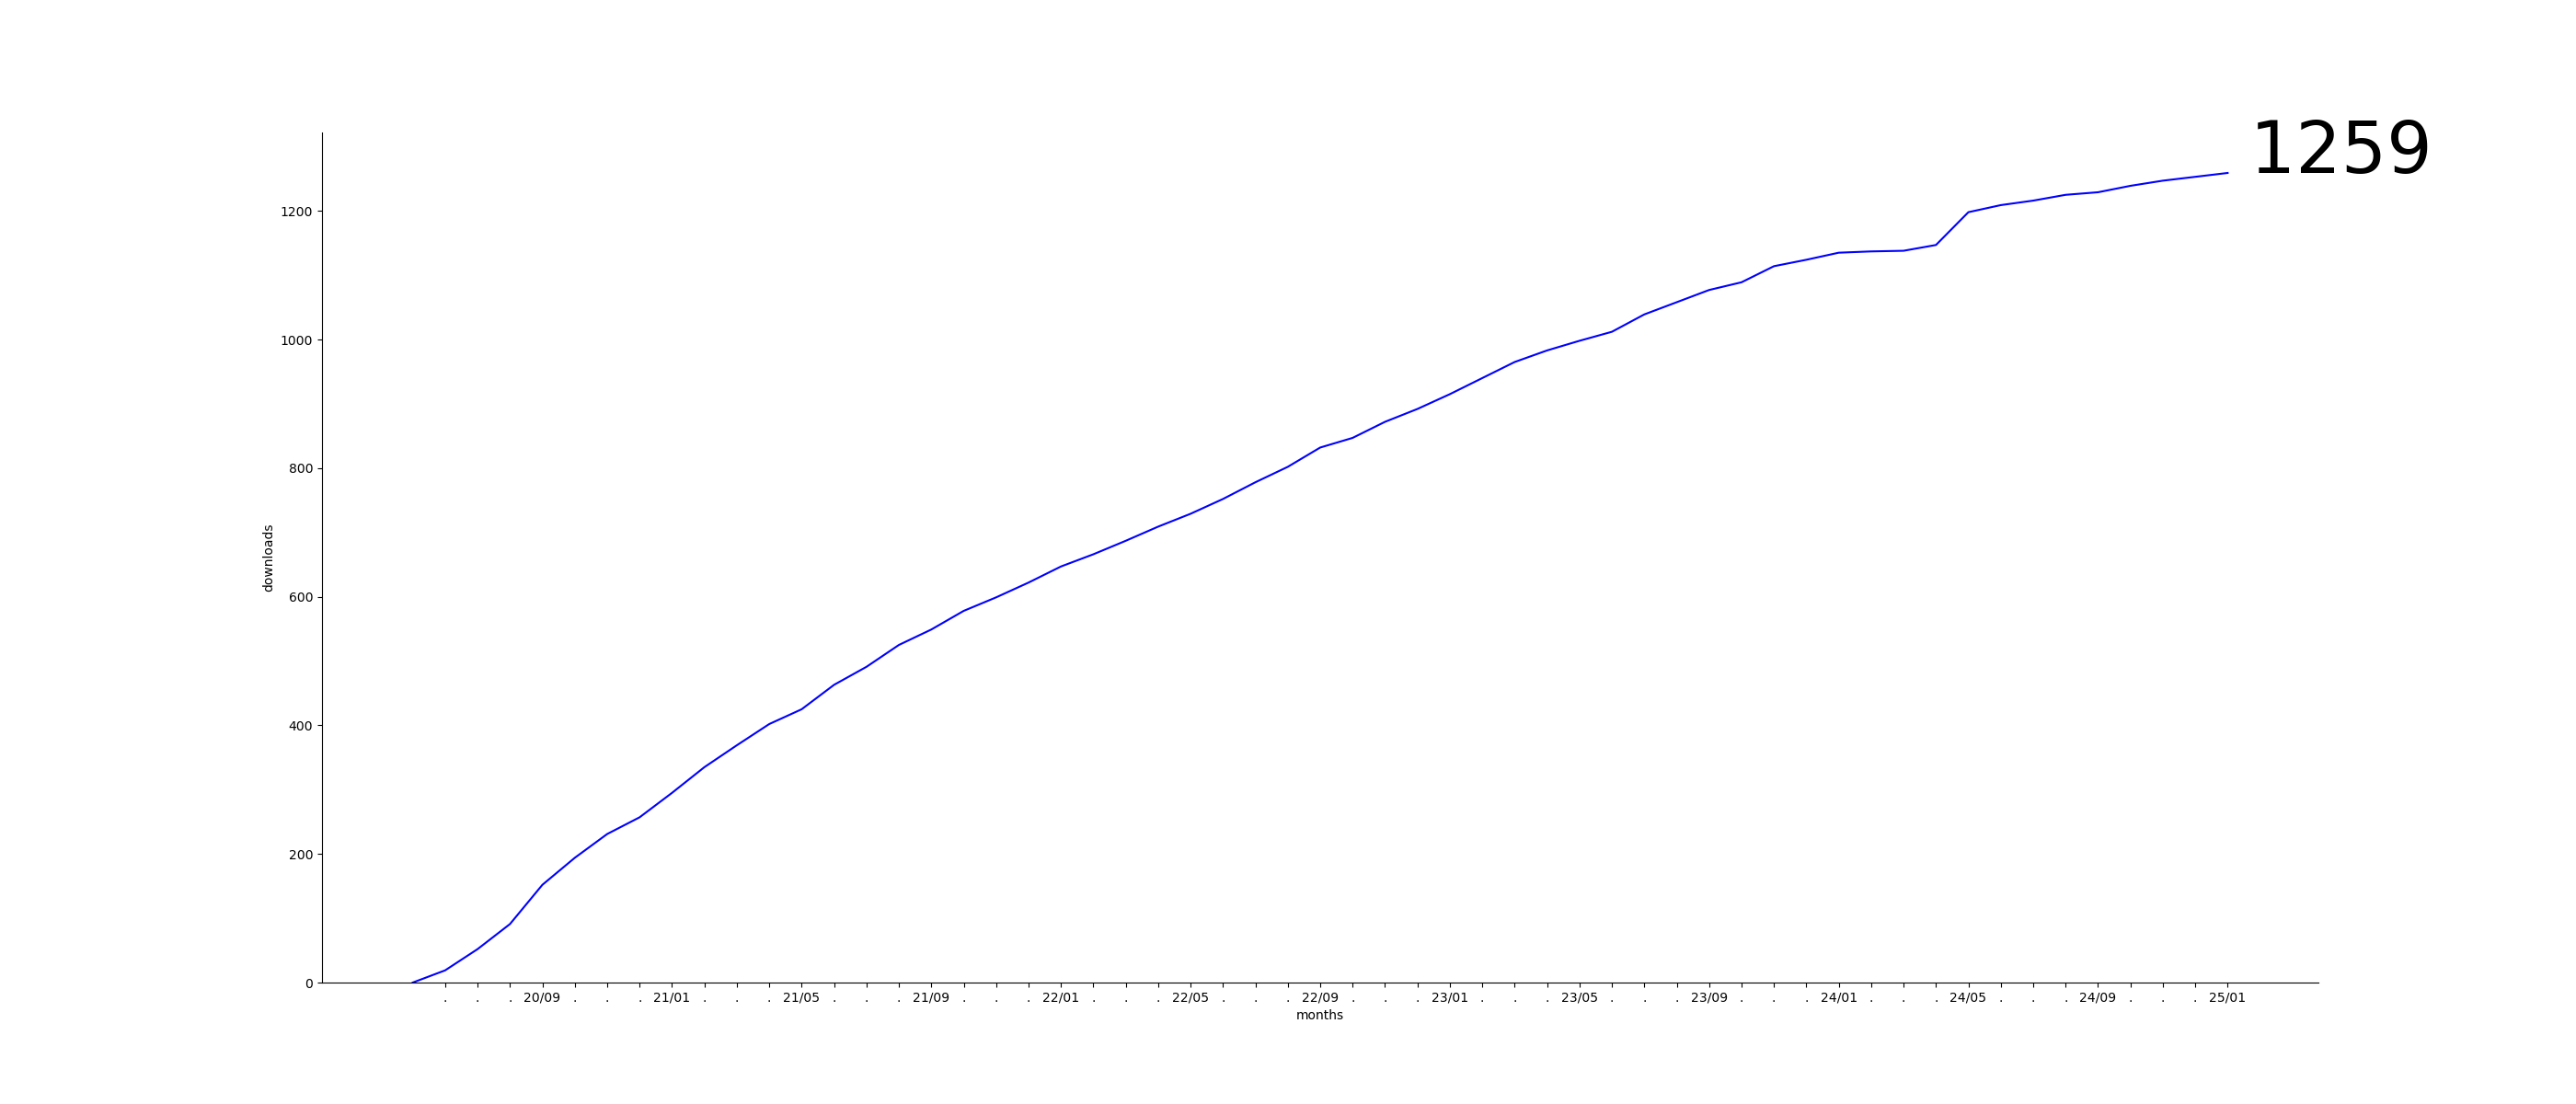 1259
1200
1000
800
600
400
200
0
downloads
. . . 20/09 . . . 21/01 . . . 21/05 . . . 21/09 . . . 22/01 . . . 22/05 . . . 22/09 . . . 23/01 . . . 23/05 . . . 23/09 . . . 24/01 . . . 24/05 . . . 24/09 . . . 25/01
months